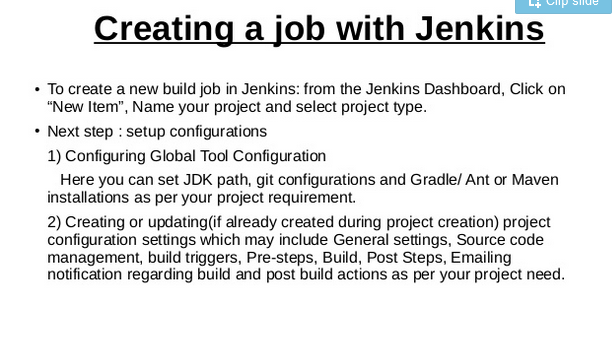 Clip slide
Creating a job with Jenkins
• To create a new build job in Jenkins: from the Jenkins Dashboard, Click on
“New Item”, Name your project and select project type.
• Next step : setup configurations
1) Configuring Global Tool Configuration
Here you can set JDK path, git configurations and Gradle/ Ant or Maven
installations as per your project requirement.
2) Creating or updating(if already created during project creation) project
configuration settings which may include General settings, Source code
management, build triggers, Pre-steps, Build, Post Steps, Emailing
notification regarding build and post build actions as per your project need.